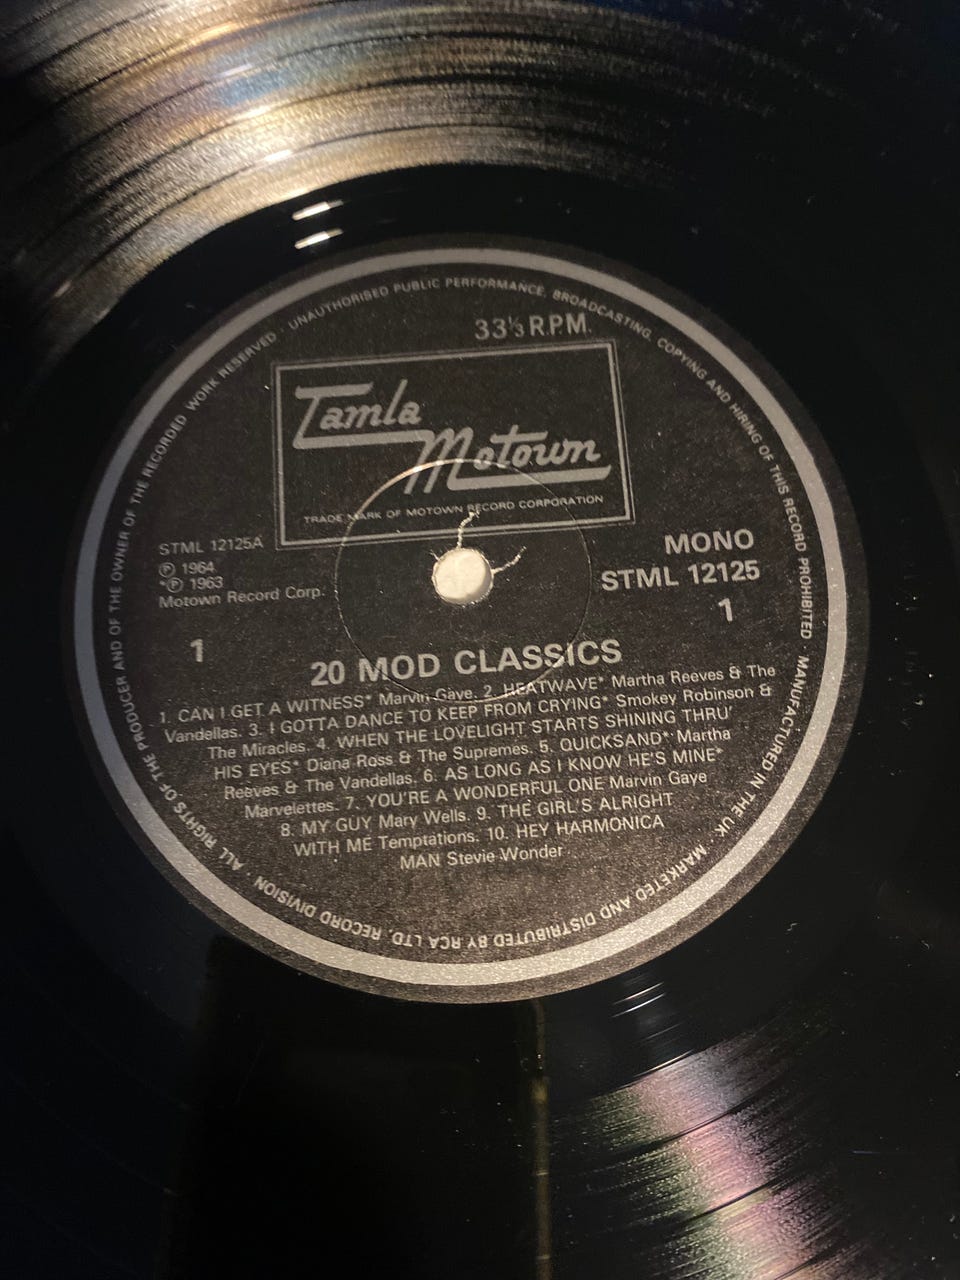 ALL RIGHTS OF THE PRODUCER AND OF THE OWNER OF THE RECORDED WORK RESERVED · UNAUTHORISED PUBLIC PERFORMANCE, BROADCASTING, COPYING AND HIRING OF THIS RECORD PROHIBITED · MANUFACTURED IN THE UK. MARKETED AND DISTRIBUTED BY RCA LTD. RECORD DIVISION ·
33⅓ R.P.M.
Tamla
Motown
TRADE MARK OF MOTOWN RECORD CORPORATION
STML 12125A
Ⓟ 1964
*Ⓟ 1963
Motown Record Corp.
1
MONO
STML 12125
1
20 MOD CLASSICS
1. CAN I GET A WITNESS* Marvin Gaye. 2. HEATWAVE* Martha Reeves & The
Vandellas. 3. I GOTTA DANCE TO KEEP FROM CRYING* Smokey Robinson &
The Miracles. 4. WHEN THE LOVELIGHT STARTS SHINING THRU'
HIS EYES* Diana Ross & The Supremes. 5. QUICKSAND* Martha
Reeves & The Vandellas. 6. AS LONG AS I KNOW HE'S MINE*
Marvelettes. 7. YOU'RE A WONDERFUL ONE Marvin Gaye
8. MY GUY Mary Wells. 9. THE GIRL'S ALRIGHT
WITH ME Temptations. 10. HEY HARMONICA
MAN Stevie Wonder